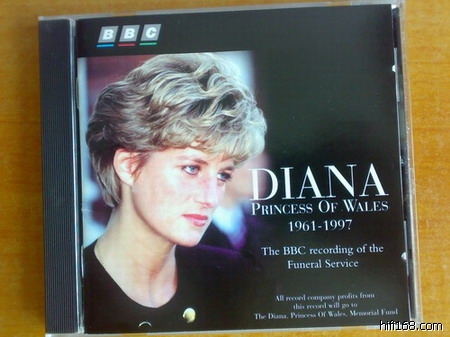 BBC
DIANA
PRINCESS OF WALES
1961-1997
The BBC recording of the
Funeral Service
All record company profits from
this record will go to
The Diana, Princess Of Wales, Memorial Fund
hifi168.com